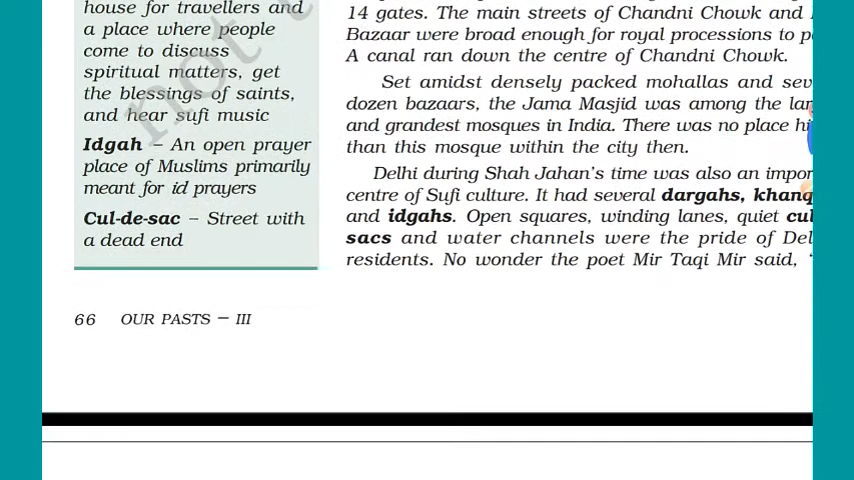 house for travellers and
a place where people
come to discuss
spiritual matters, get
the blessings of saints,
and hear sufi music
Idgah – An open prayer
place of Muslims primarily
meant for id prayers
Cul-de-sac – Street with
a dead end
14 gates. The main streets of Chandni Chowk and
Bazaar were broad enough for royal processions to
A canal ran down the centre of Chandni Chowk.
Set amidst densely packed mohallas and
dozen bazaars, the Jama Masjid was among the
and grandest mosques in India. There was no place
than this mosque within the city then.
Delhi during Shah Jahan's time was also an
centre of Sufi culture. It had several dargahs,
and idgahs. Open squares, winding lanes, quiet
sacs and water channels were the pride of
residents. No wonder the poet Mir Taqi Mir said,
66 OUR PASTS – III
not